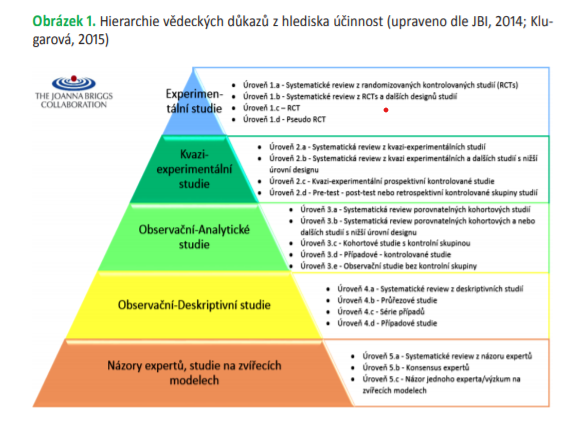 Obrázek 1. Hierarchie vědeckých důkazů z hlediska účinnost (upraveno dle JBI, 2014; Klu-
garová, 2015)
THE JOANNA BRIGGS
COLLABORATION
Experimen-
tální studie
• Úroveň 1.a - Systematické review z randomizovaných kontrolovaných studií (RCTs)
• Úroveň 1.b - Systematické review z RCTs a dalších designů studií
• Úroveň 1.c – RCT
• Úroveň 1.d - Pseudo RCT
Kvazi-
experimentální
studie
• Úroveň 2.a - Systematická review z kvazi-experimentálních studií
• Úroveň 2.b - Systematická review z kvazi experimentálních a dalších studií s nižší
úrovní designu
• Úroveň 2.c - Kvazi-experimentální prospektivní kontrolované studie
• Úroveň 2.d - Pre-test - post-test nebo retrospektivní kontrolované skupiny studií
Observační-Analytické
studie
• Úroveň 3.a - Systematická review porovnatelných kohortových studií
• Úroveň 3.b - Systematická review porovnatelných kohortových a nebo
dalších studií s nižší úrovní designu
• Úroveň 3.c - Kohortové studie s kontrolní skupinou
• Úroveň 3.d - Případové - kontrolované studie
• Úroveň 3.e - Observační studie bez kontrolní skupiny
Observační-Deskriptivní studie
• Úroveň 4.a - Systematické review z deskriptivních studií
• Úroveň 4.b - Průřezové studie
• Úroveň 4.c - Série případů
• Úroveň 4.d - Případové studie
Názory expertů, studie na zvířecích
modelech
• Úroveň 5.a - Systematické review z názoru expertů
• Úroveň 5.b - Konsensus expertů
• Úroveň 5.c - Názor jednoho experta/výzkum na
zvířecích modelech